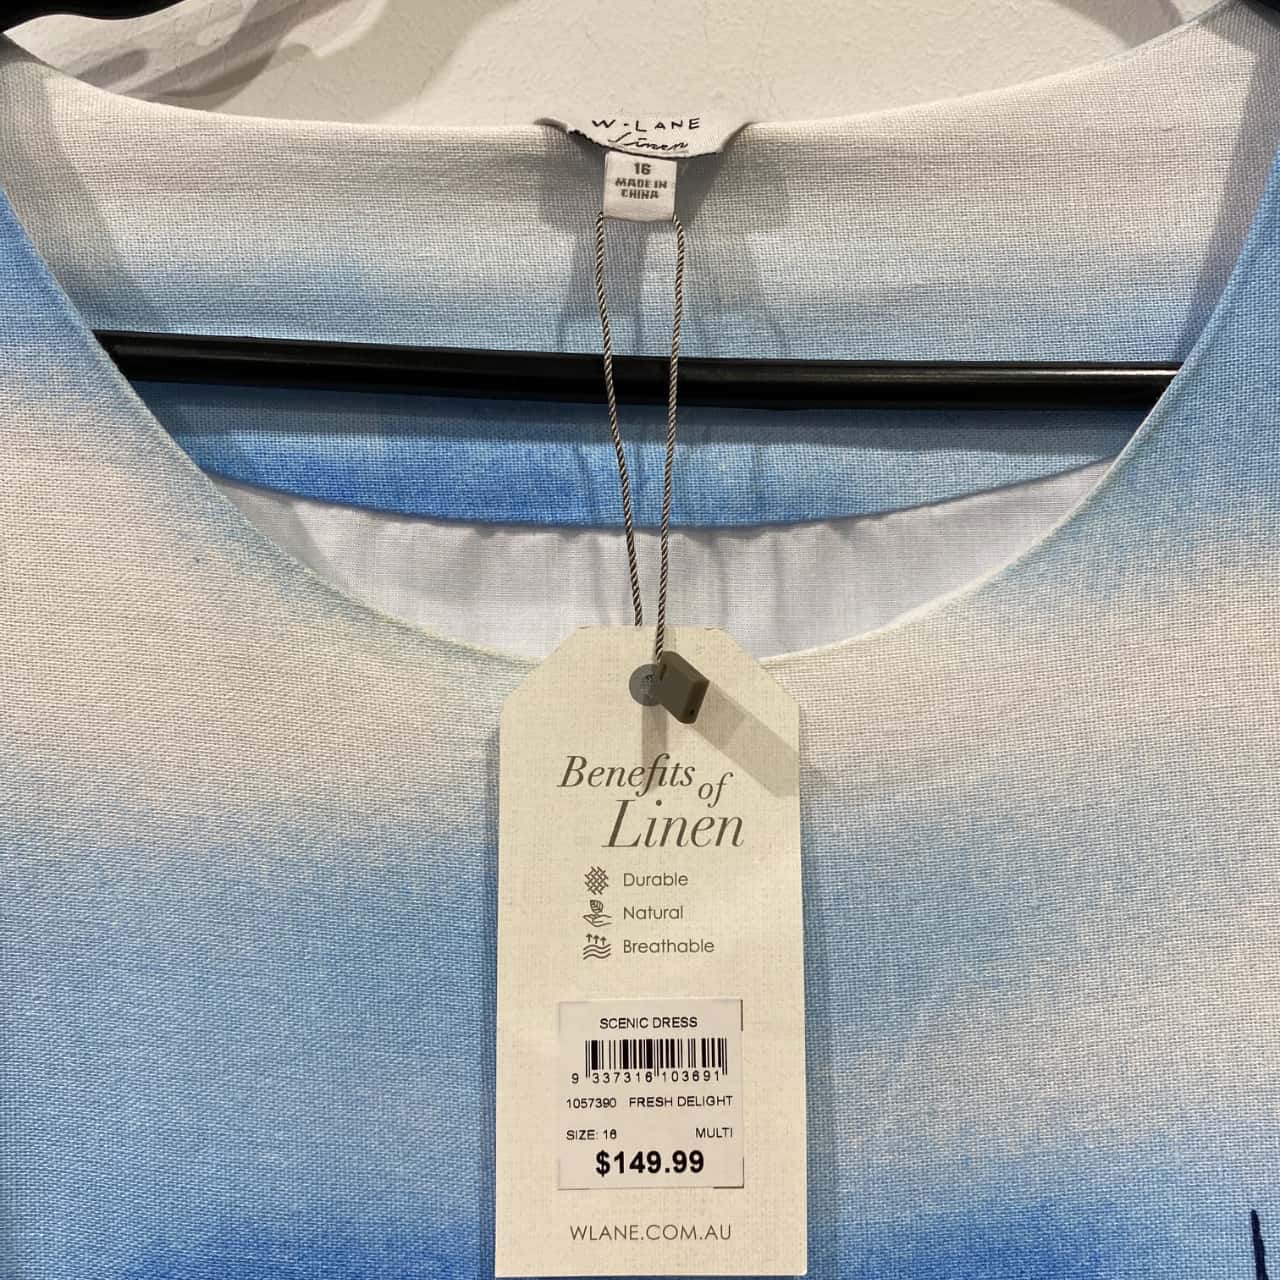 W·LANE
Linen
16
MADE IN
CHINA
Benefits of
Linen
Durable
Natural
Breathable
SCENIC DRESS
9 337316 103691
1057390 FRESH DELIGHT
SIZE: 16 MULTI
$149.99
WLANE.COM.AU